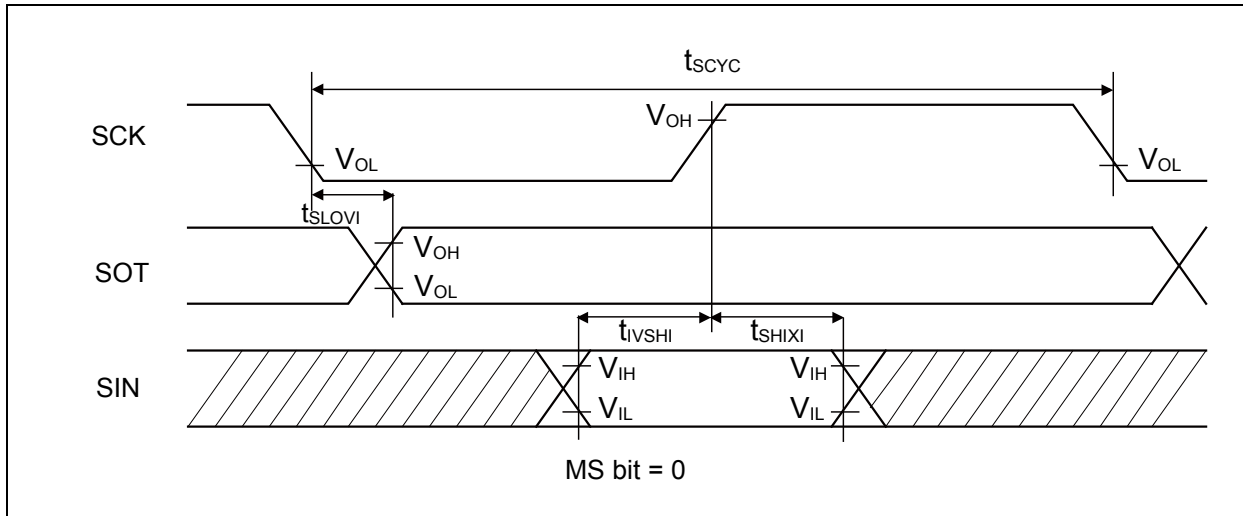 tSCYC
SCK
VOH
VOL
VOL
tSLOVI
SOT
VOH
VOL
tIVSHI
tSHIXI
SIN
VIH
VIH
VIL
VIL
MS bit = 0